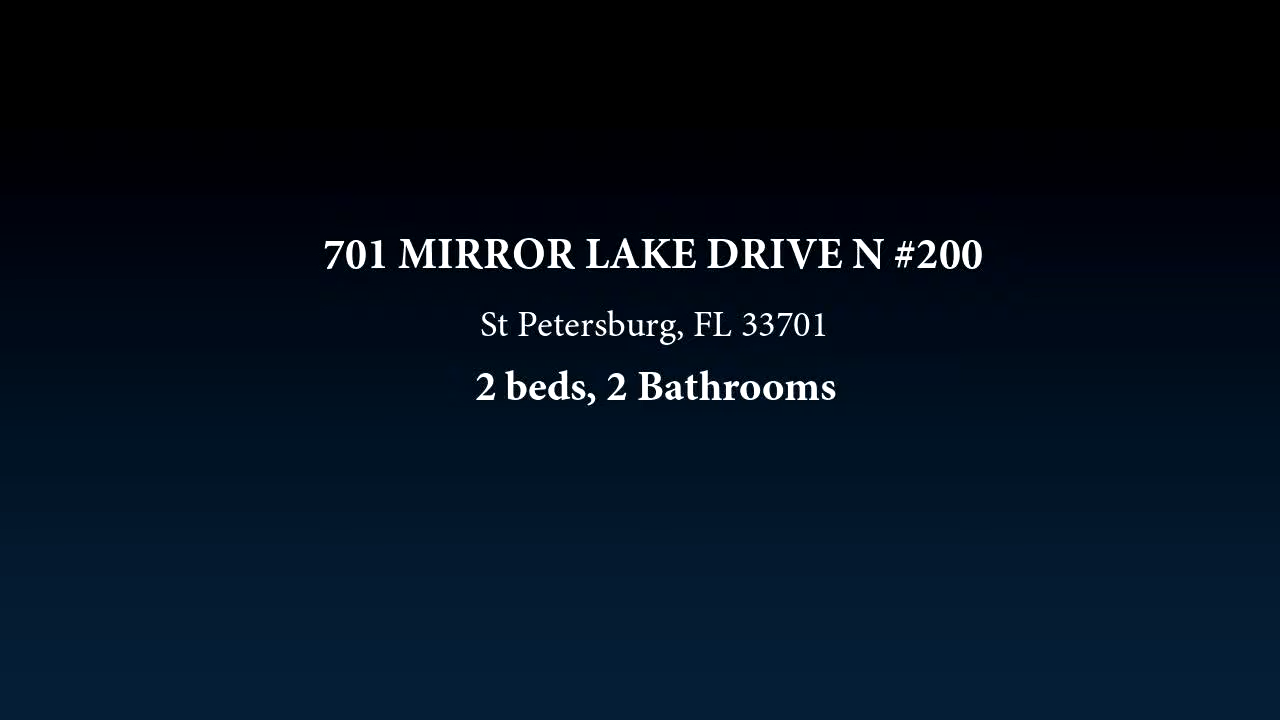 701 MIRROR LAKE DRIVE N #200
St Petersburg, FL 33701
2 beds, 2 Bathrooms